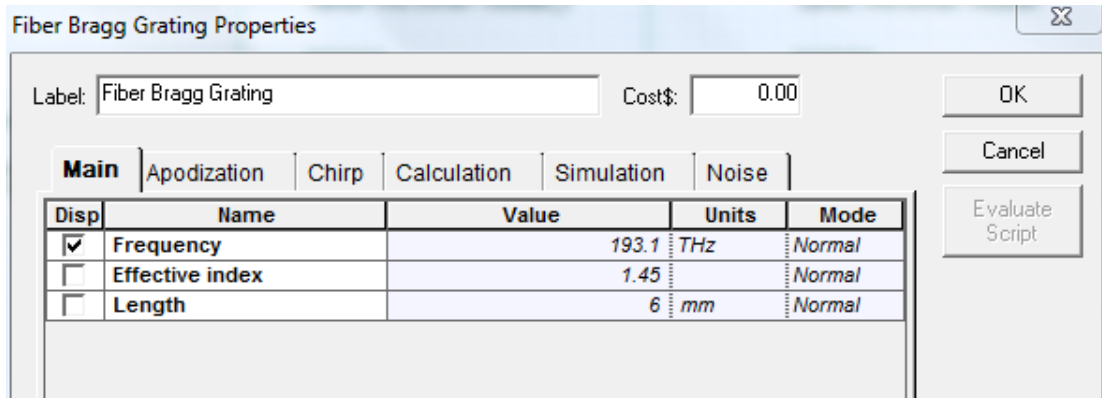 Fiber Bragg Grating Properties
Label: Fiber Bragg Grating Cost$: 0.00 OK
Cancel
Main Apodization Chirp Calculation Simulation Noise
Evaluate Script
Disp Name Value Units Mode
Frequency 193.1 THz Normal
Effective index 1.45 Normal
Length 6 mm Normal